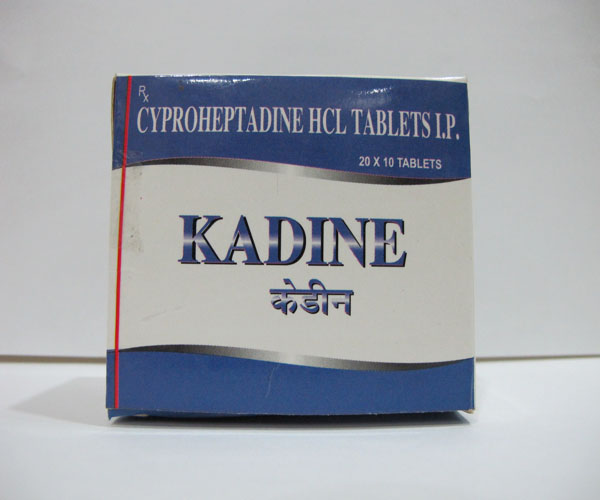 Rx
CYPROHEPTADINE HCL TABLETS I.P.
20 X 10 TABLETS
KADINE
केडीन